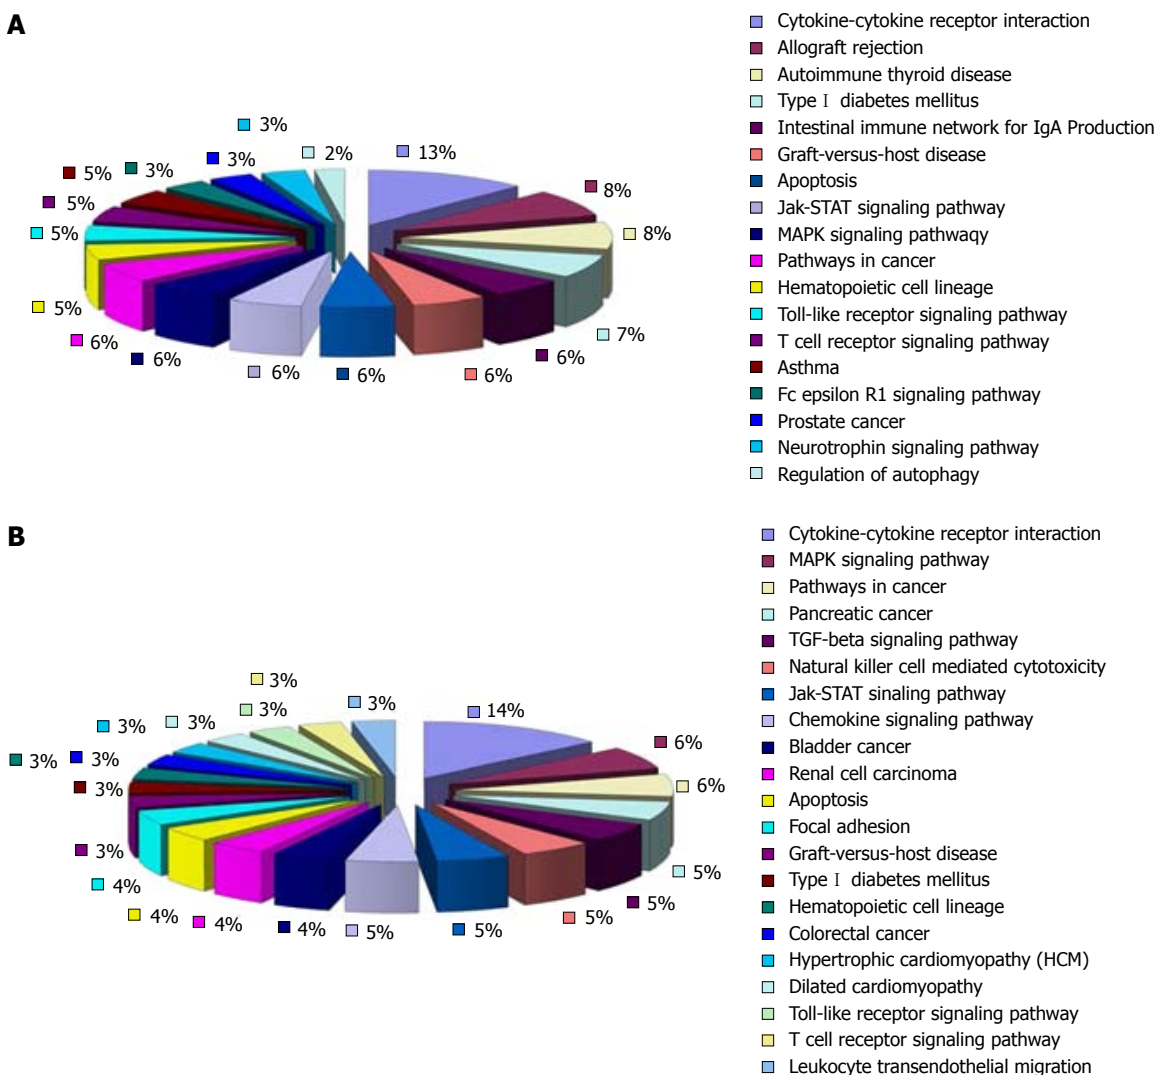 A
3%
5%
3%
3%
2%
13%
8%
5%
5%
8%
5%
6%
6%
6%
6%
6%
6%
7%
Cytokine-cytokine receptor interaction
Allograft rejection
Autoimmune thyroid disease
Type Ⅰ diabetes mellitus
Intestinal immune network for IgA Production
Graft-versus-host disease
Apoptosis
Jak-STAT signaling pathway
MAPK signaling pathwaqy
Pathways in cancer
Hematopoietic cell lineage
Toll-like receptor signaling pathway
T cell receptor signaling pathway
Asthma
Fc epsilon R1 signaling pathway
Prostate cancer
Neurotrophin signaling pathway
Regulation of autophagy
B
3%
3%
3%
3%
3%
14%
6%
3%
3%
3%
6%
3%
4%
4%
4%
4%
5%
5%
5%
5%
5%
Cytokine-cytokine receptor interaction
MAPK signaling pathway
Pathways in cancer
Pancreatic cancer
TGF-beta signaling pathway
Natural killer cell mediated cytotoxicity
Jak-STAT sinaling pathway
Chemokine signaling pathway
Bladder cancer
Renal cell carcinoma
Apoptosis
Focal adhesion
Graft-versus-host disease
Type Ⅰ diabetes mellitus
Hematopoietic cell lineage
Colorectal cancer
Hypertrophic cardiomyopathy (HCM)
Dilated cardiomyopathy
Toll-like receptor signaling pathway
T cell receptor signaling pathway
Leukocyte transendothelial migration